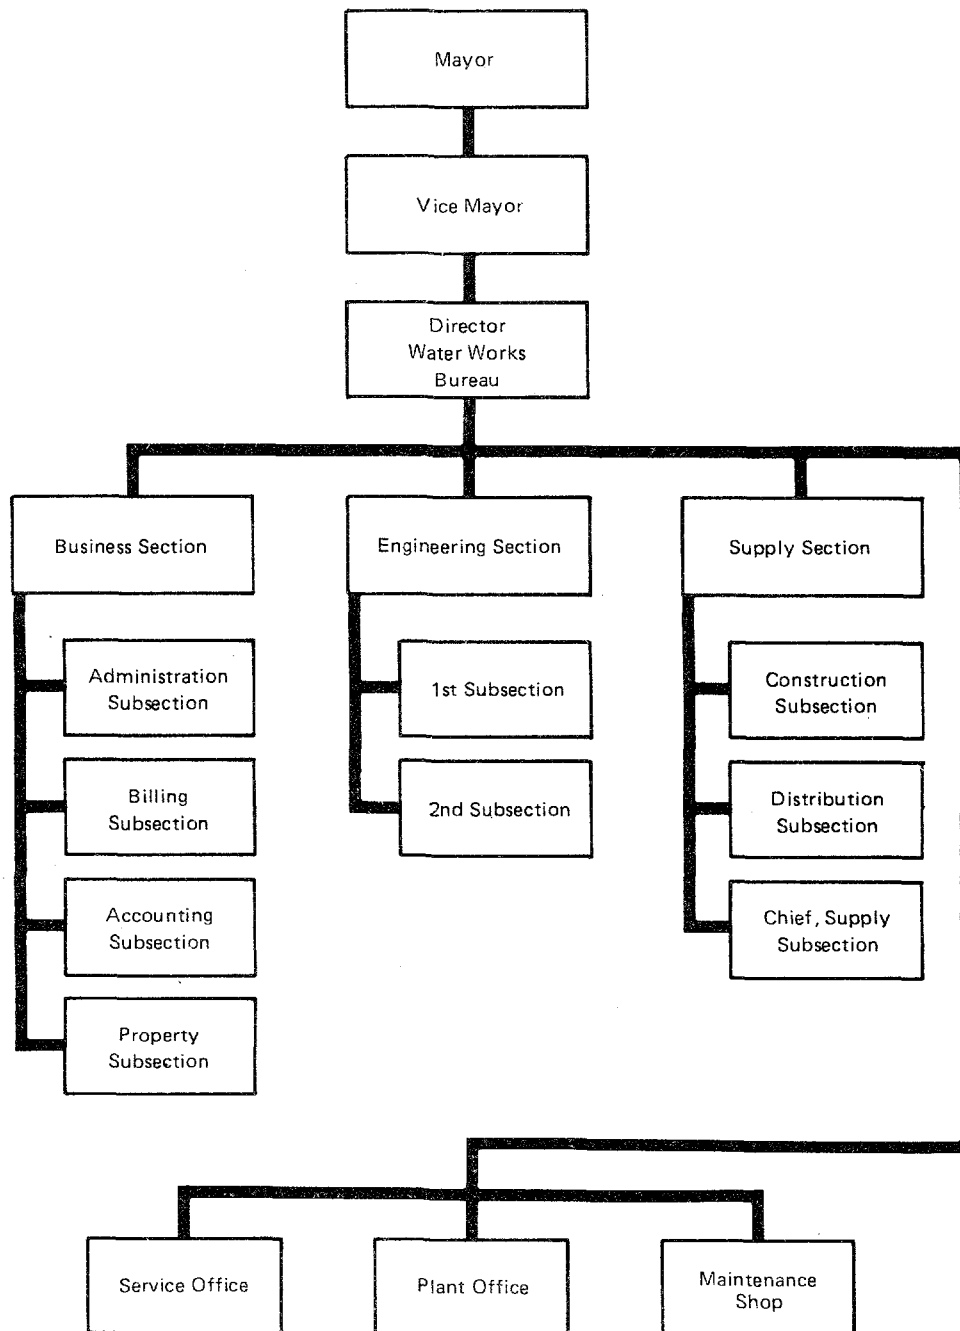 Mayor
Vice Mayor
Director
Water Works
Bureau
Business Section
Engineering Section
Supply Section
Administration
Subsection
Billing
Subsection
Accounting
Subsection
Property
Subsection
1st Subsection
2nd Subsection
Construction
Subsection
Distribution
Subsection
Chief, Supply
Subsection
Service Office
Plant Office
Maintenance
Shop